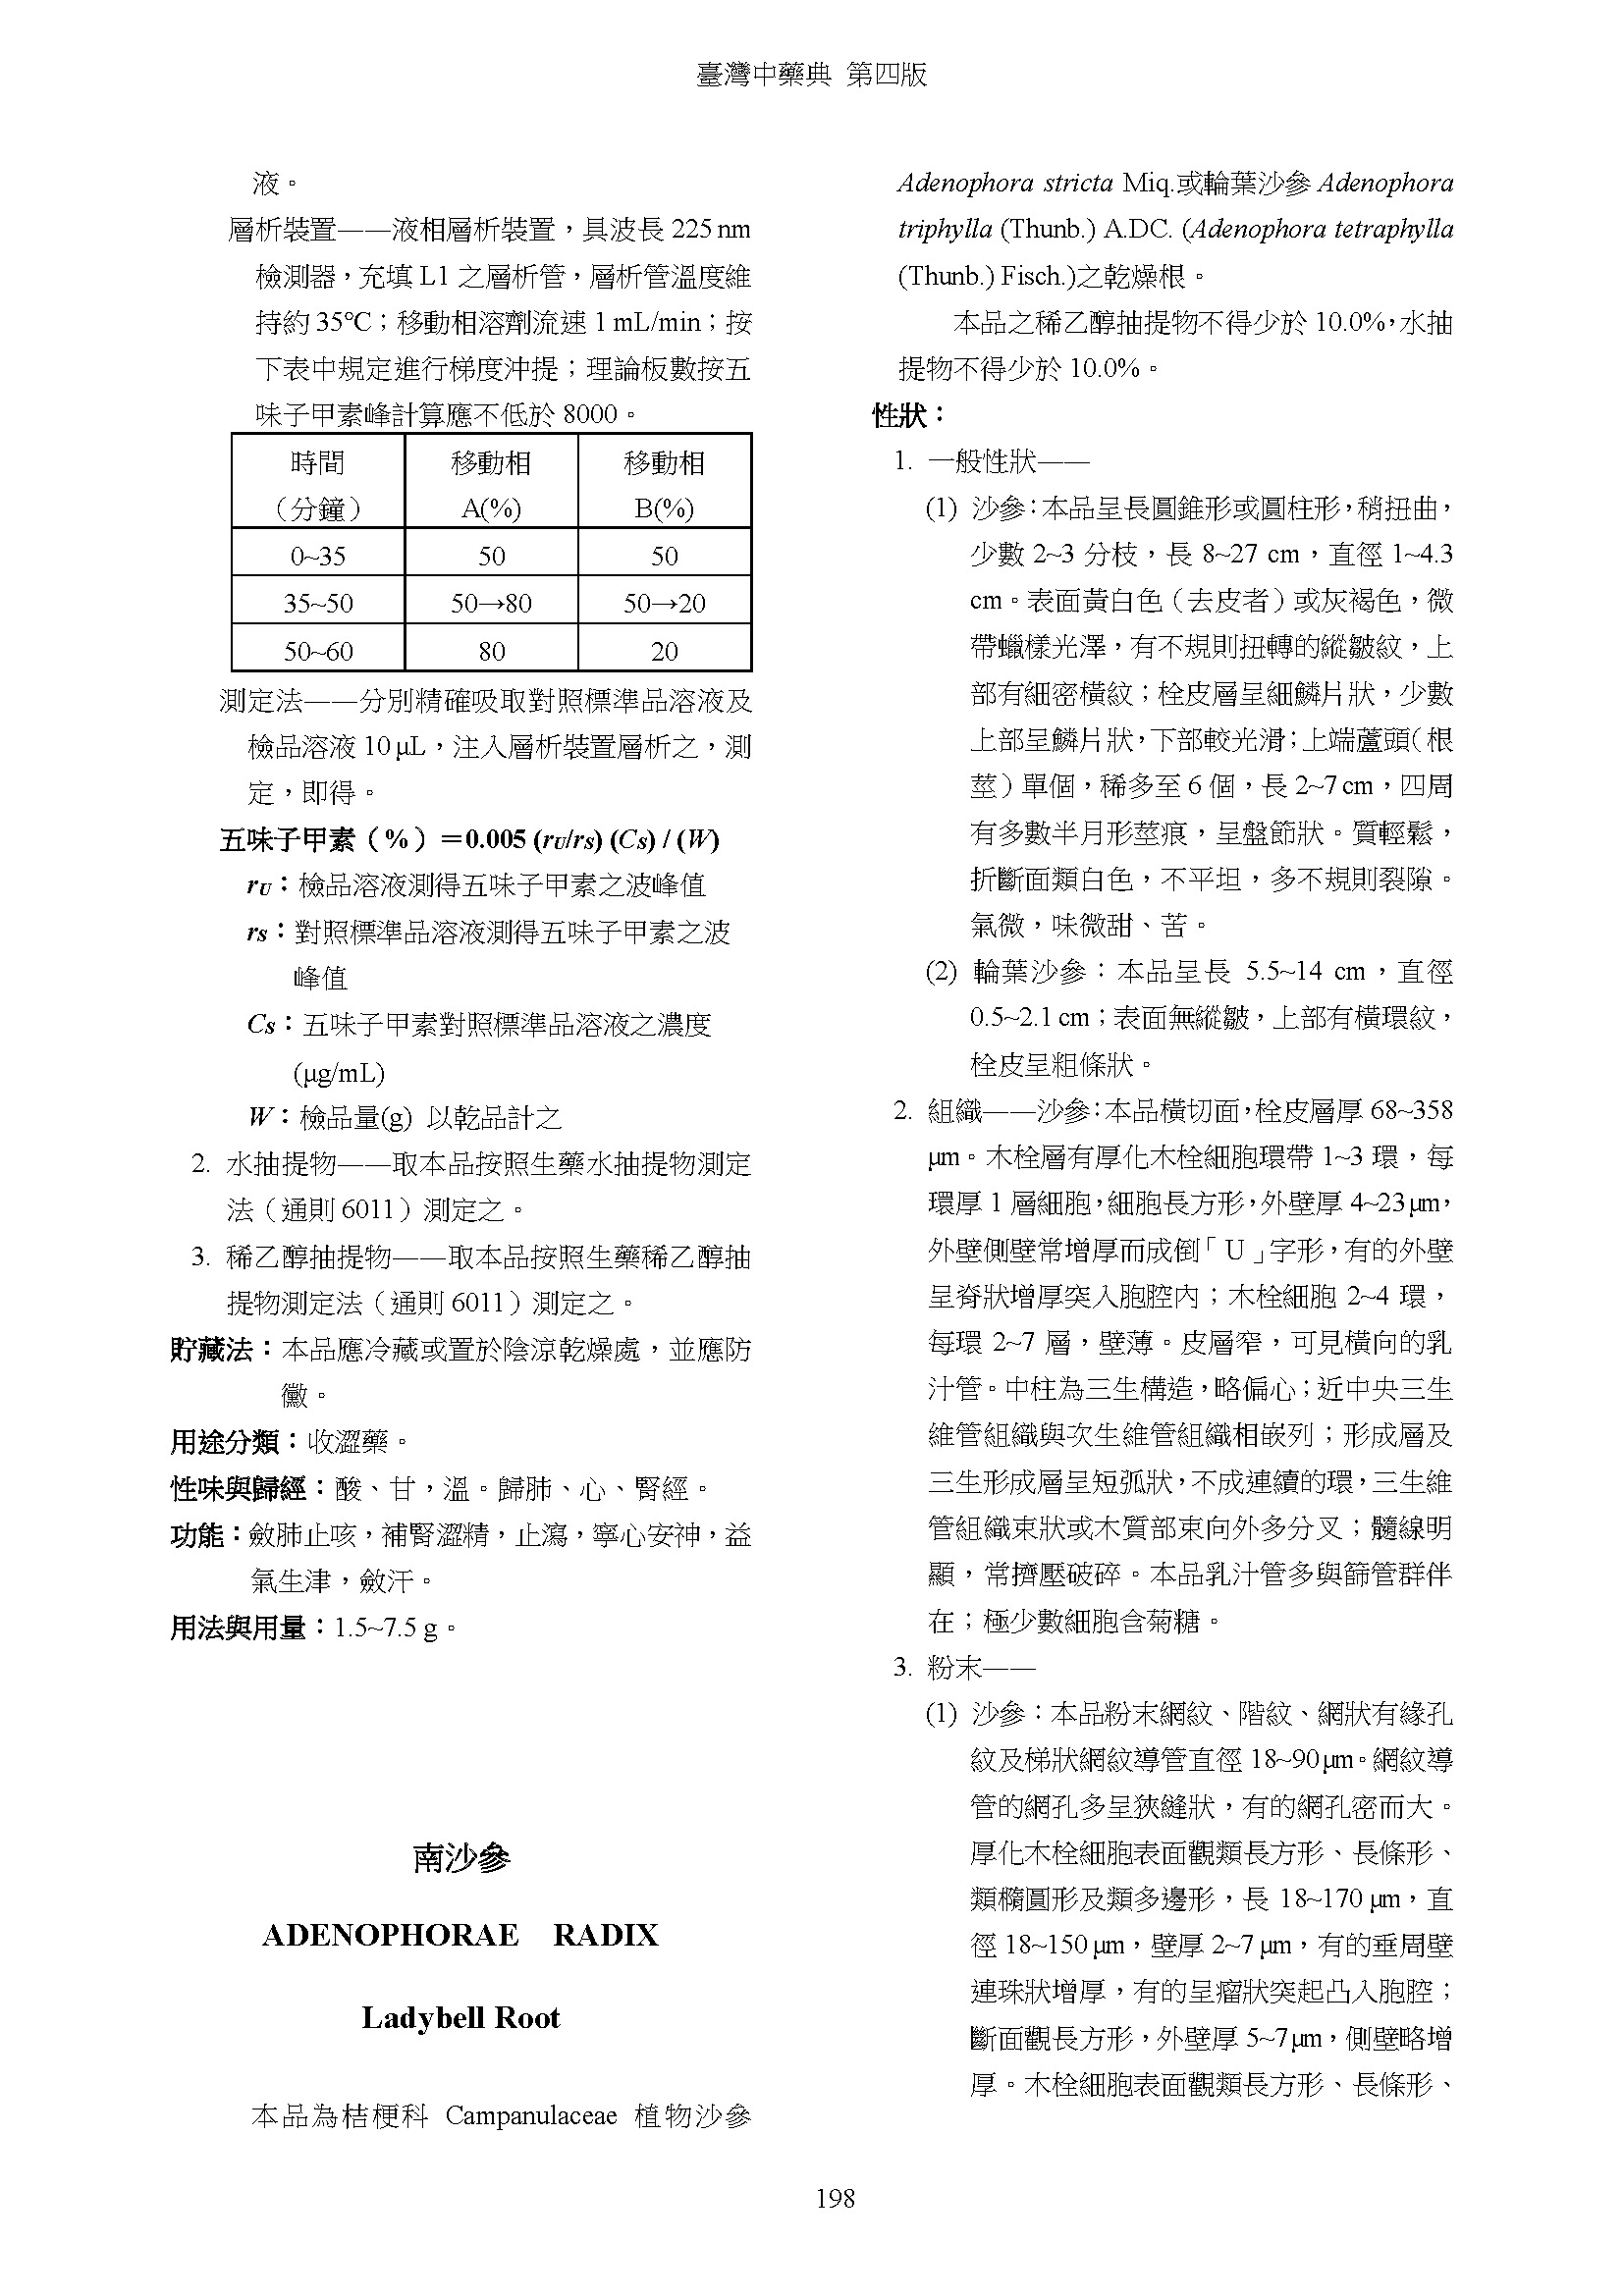 臺灣中藥典 第四版
液。
層析裝置——液相層析裝置，具波長 225 nm
檢測器，充填 L1 之層析管，層析管溫度維
持約 35℃；移動相溶劑流速 1 mL/min；按
下表中規定進行梯度沖提；理論板數按五
味子甲素峰計算應不低於 8000。
時間 移動相 移動相
（分鐘） A(%) B(%)
0~35 50 50
35~50 50→80 50→20
50~60 80 20
測定法——分別精確吸取對照標準品溶液及
檢品溶液 10 μL，注入層析裝置層析之，測
定，即得。
五味子甲素（%）＝0.005 (rU/rS) (CS) / (W)
rU：檢品溶液測得五味子甲素之波峰值
rS：對照標準品溶液測得五味子甲素之波
峰值
CS：五味子甲素對照標準品溶液之濃度
(μg/mL)
W：檢品量(g) 以乾品計之
2. 水抽提物——取本品按照生藥水抽提物測定
法（通則 6011）測定之。
3. 稀乙醇抽提物——取本品按照生藥稀乙醇抽
提物測定法（通則 6011）測定之。
貯藏法：本品應冷藏或置於陰涼乾燥處，並應防
黴。
用途分類：收澀藥。
性味與歸經：酸、甘，溫。歸肺、心、腎經。
功能：斂肺止咳，補腎澀精，止瀉，寧心安神，益
氣生津，斂汗。
用法與用量：1.5~7.5 g。
南沙參
ADENOPHORAE RADIX
Ladybell Root
本品為桔梗科 Campanulaceae 植物沙參
Adenophora stricta Miq.或輪葉沙參 Adenophora
triphylla (Thunb.) A.DC. (Adenophora tetraphylla
(Thunb.) Fisch.)之乾燥根。
本品之稀乙醇抽提物不得少於 10.0%，水抽
提物不得少於 10.0%。
性狀：
1. 一般性狀——
(1) 沙參：本品呈長圓錐形或圓柱形，稍扭曲，
少數 2~3 分枝，長 8~27 cm，直徑 1~4.3
cm。表面黃白色（去皮者）或灰褐色，微
帶蠟樣光澤，有不規則扭轉的縱皺紋，上
部有細密橫紋；栓皮層呈細鱗片狀，少數
上部呈鱗片狀，下部較光滑；上端蘆頭（根
莖）單個，稀多至 6 個，長 2~7 cm，四周
有多數半月形莖痕，呈盤節狀。質輕鬆，
折斷面類白色，不平坦，多不規則裂隙。
氣微，味微甜、苦。
(2) 輪葉沙參：本品呈長 5.5~14 cm，直徑
0.5~2.1 cm；表面無縱皺，上部有橫環紋，
栓皮呈粗條狀。
2. 組織——沙參：本品橫切面，栓皮層厚 68~358
μm。木栓層有厚化木栓細胞環帶 1~3 環，每
環厚 1 層細胞，細胞長方形，外壁厚 4~23 μm，
外壁側壁常增厚而成倒「U」字形，有的外壁
呈脊狀增厚突入胞腔內；木栓細胞 2~4 環，
每環 2~7 層，壁薄。皮層窄，可見橫向的乳
汁管。中柱為三生構造，略偏心；近中央三生
維管組織與次生維管組織相嵌列；形成層及
三生形成層呈短弧狀，不成連續的環，三生維
管組織束狀或木質部束向外多分叉；髓線明
顯，常擠壓破碎。本品乳汁管多與篩管群伴
在；極少數細胞含菊糖。
3. 粉末——
(1) 沙參：本品粉末網紋、階紋、網狀有緣孔
紋及梯狀網紋導管直徑 18~90 μm。網紋導
管的網孔多呈狹縫狀，有的網孔密而大。
厚化木栓細胞表面觀類長方形、長條形、
類橢圓形及類多邊形，長 18~170 μm，直
徑 18~150 μm，壁厚 2~7 μm，有的垂周壁
連珠狀增厚，有的呈瘤狀突起凸入胞腔；
斷面觀長方形，外壁厚 5~7 μm，側壁略增
厚。木栓細胞表面觀類長方形、長條形、
198